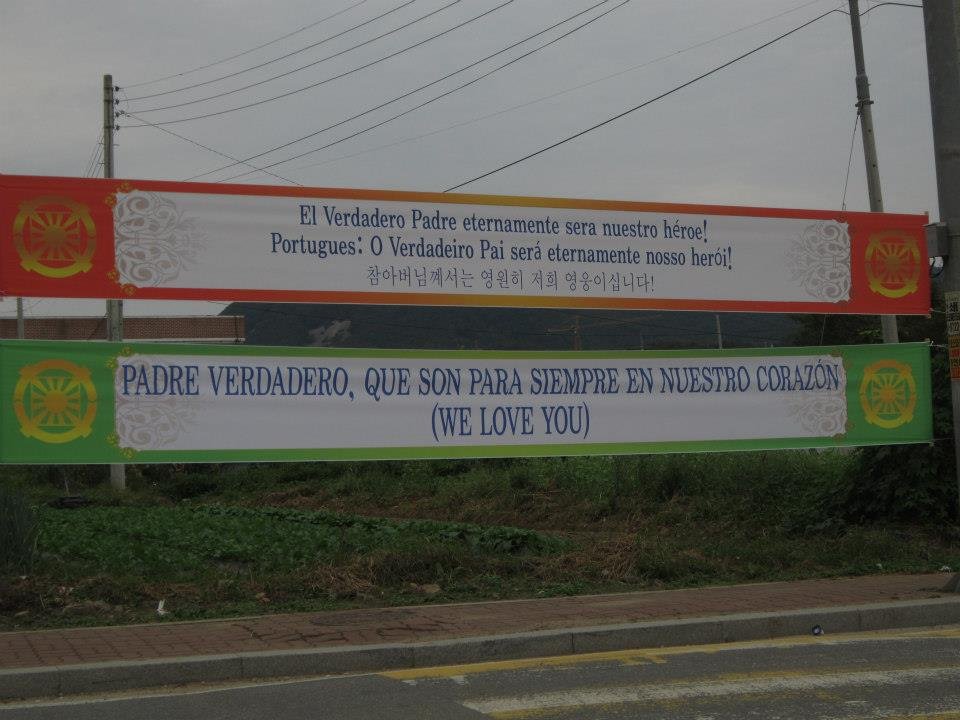 El Verdadero Padre eternamente sera nuestro héroe!
Portugues: O Verdadeiro Pai será eternamente nosso herói!
참아버님께서는 영원히 저희 영웅이십니다!
PADRE VERDADERO, QUE SON PARA SIEMPRE EN NUESTRO CORAZÓN
(WE LOVE YOU)